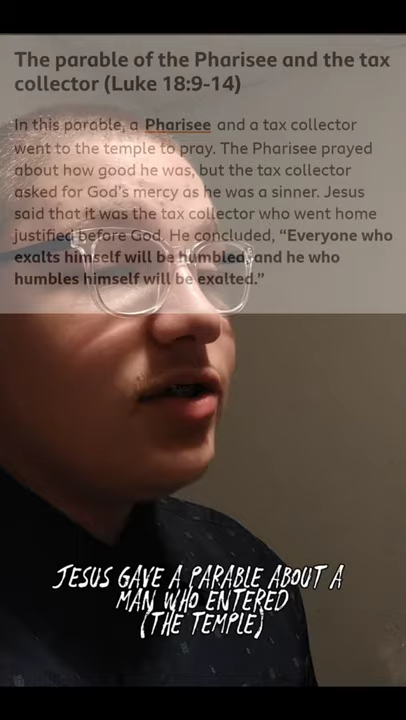 The parable of the Pharisee and the tax
collector (Luke 18:9-14)
In this parable, a Pharisee and a tax collector
went to the temple to pray. The Pharisee prayed
about how good he was, but the tax collector
asked for God's mercy as he was a sinner. Jesus
said that it was the tax collector who went home
justified before God. He concluded, “Everyone who
exalts himself will be humbled, and he who
humbles himself will be exalted.”
JESUS GAVE A PARABLE ABOUT A
MAN WHO ENTERED
(THE TEMPLE)